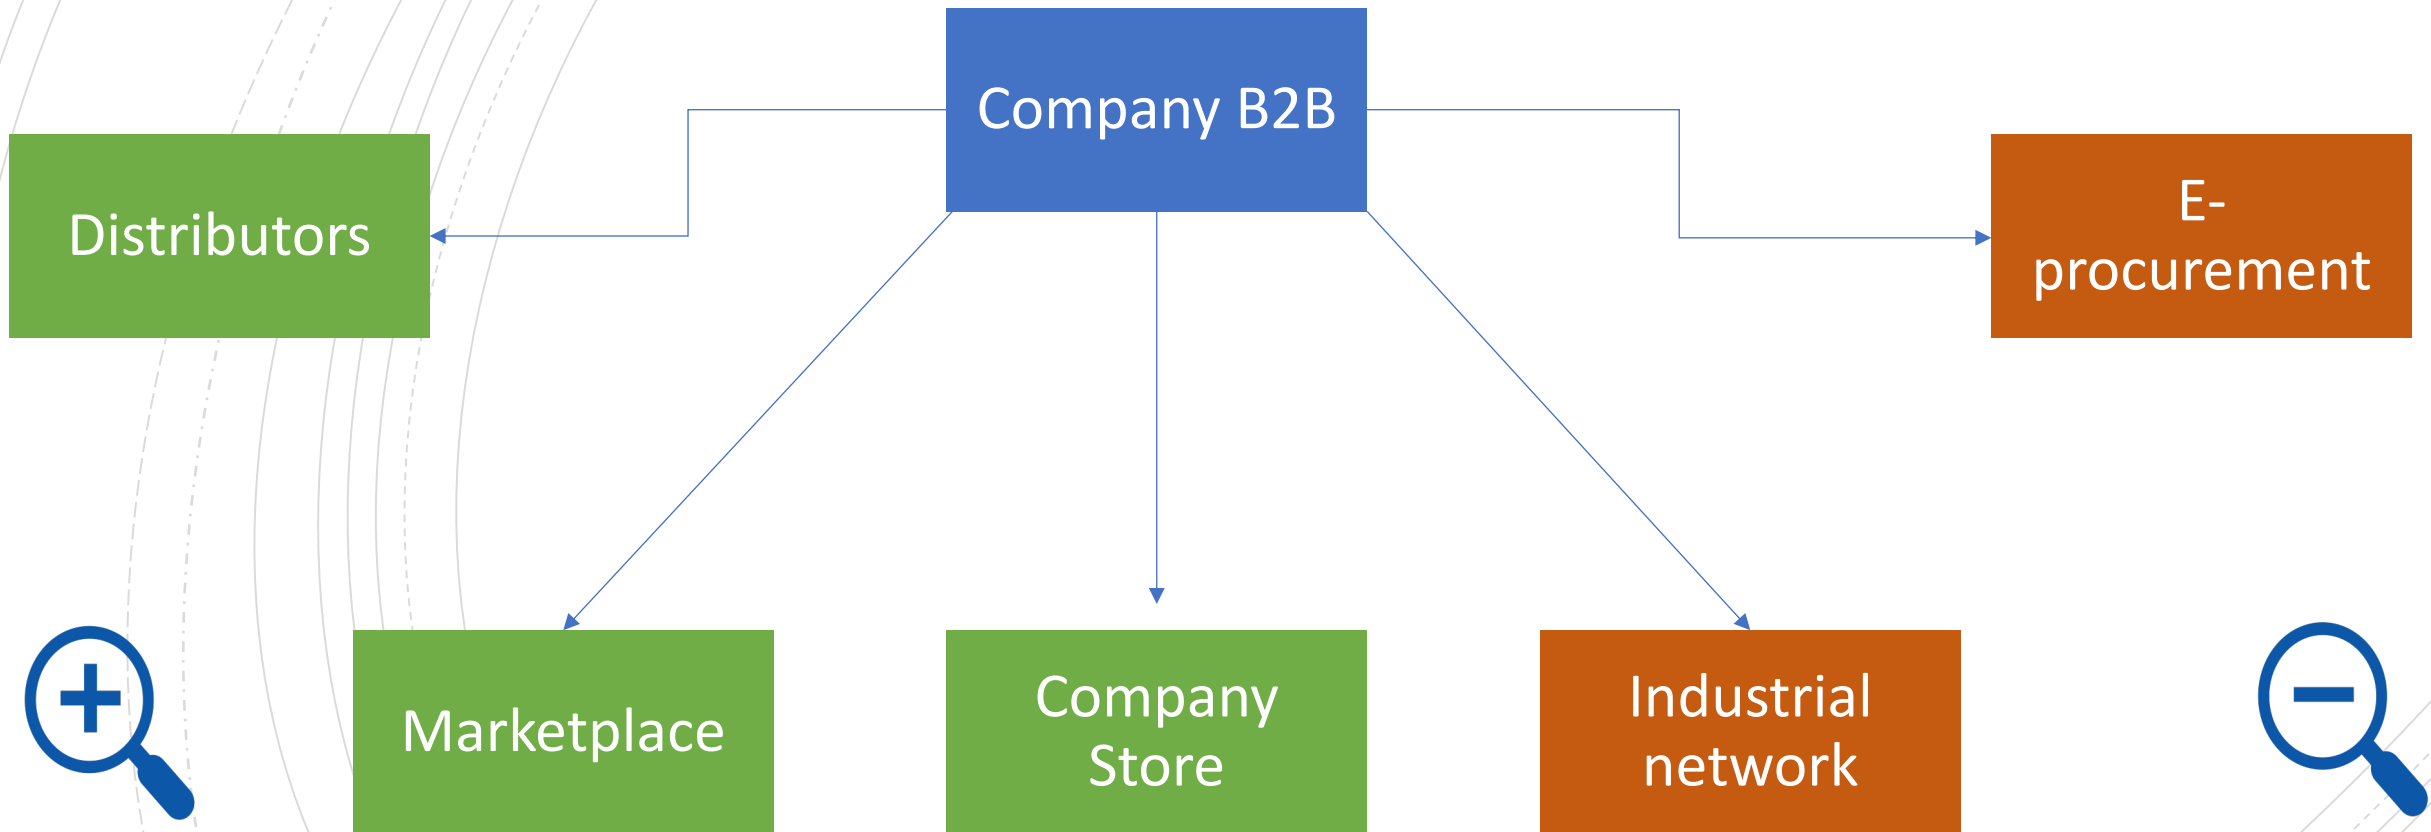 Company B2B
Distributors
E-
procurement
Marketplace
Company
Store
Industrial
network